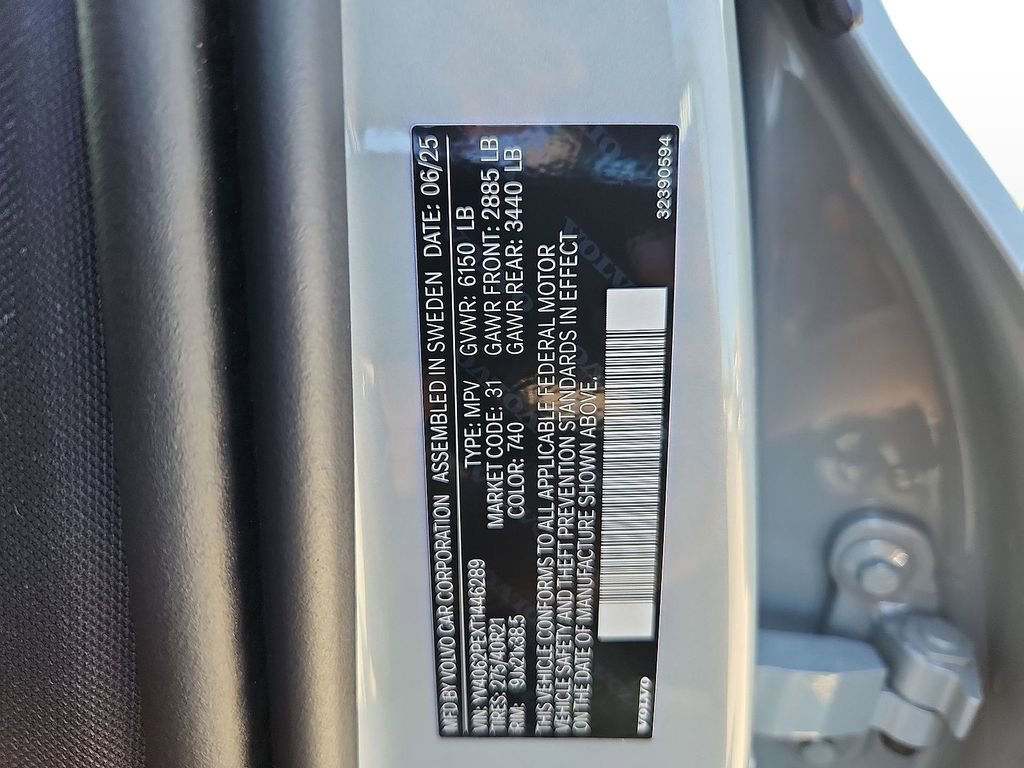 MFD BY VOLVO CAR CORPORATION ASSEMBLED IN SWEDEN DATE: 06/25
VIN: YV4062PEXT1446289 TYPE: MPV GVWR: 6150 LB
TIRES: 275/40R21 MARKET CODE: 31 GAWR FRONT: 2885 LB
RIM: 9Jx21x38.5 COLOR: 740 GAWR REAR: 3440 LB
THIS VEHICLE CONFORMS TO ALL APPLICABLE FEDERAL MOTOR
VEHICLE SAFETY AND THEFT PREVENTION STANDARDS IN EFFECT
ON THE DATE OF MANUFACTURE SHOWN ABOVE.
VOLVO 32390594